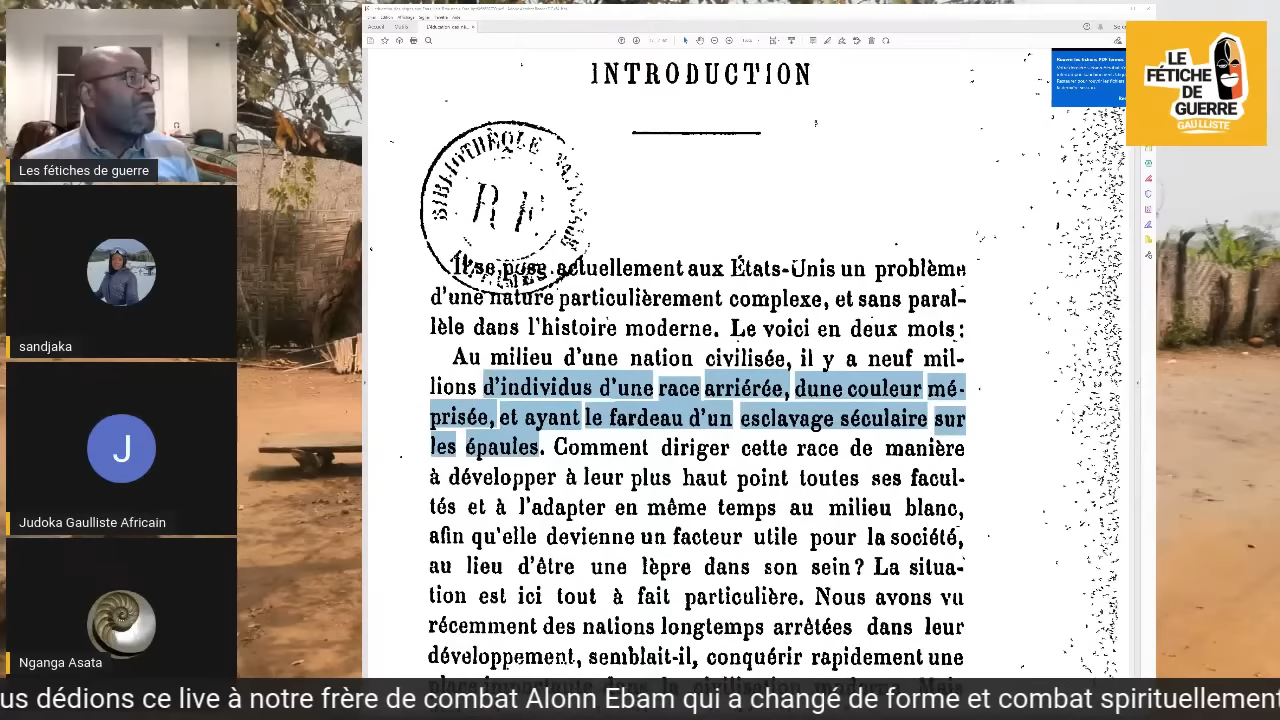 Les fétiches de guerre
sandjaka
J
Judoka Gaulliste Africain
Nganga Asata
Accueil Outils
INTRODUCTION
BIBLIOTHÈQUE
R F
Il se pose actuellement aux États-Unis un problème
d'une nature particulièrement complexe, et sans paral-
lèle dans l'histoire moderne. Le voici en deux mots:
Au milieu d'une nation civilisée, il y a neuf mil-
lions d'individus d'une race arriérée, dune couleur mé-
prisée, et ayant le fardeau d'un esclavage séculaire sur
les épaules. Comment diriger cette race de manière
à développer à leur plus haut point toutes ses facul-
tés et à l'adapter en même temps au milieu blanc,
afin qu'elle devienne un facteur utile pour la société,
au lieu d'être une lèpre dans son sein? La situa-
tion est ici tout à fait particulière. Nous avons vu
récemment des nations longtemps arrêtées dans leur
développement, semblait-il, conquérir rapidement une
LE
FÉTICHE
DE
GUERRE
GAULLISTE
us dédions ce live à notre frère de combat Alonn Ebam qui a changé de forme et combat spirituellement